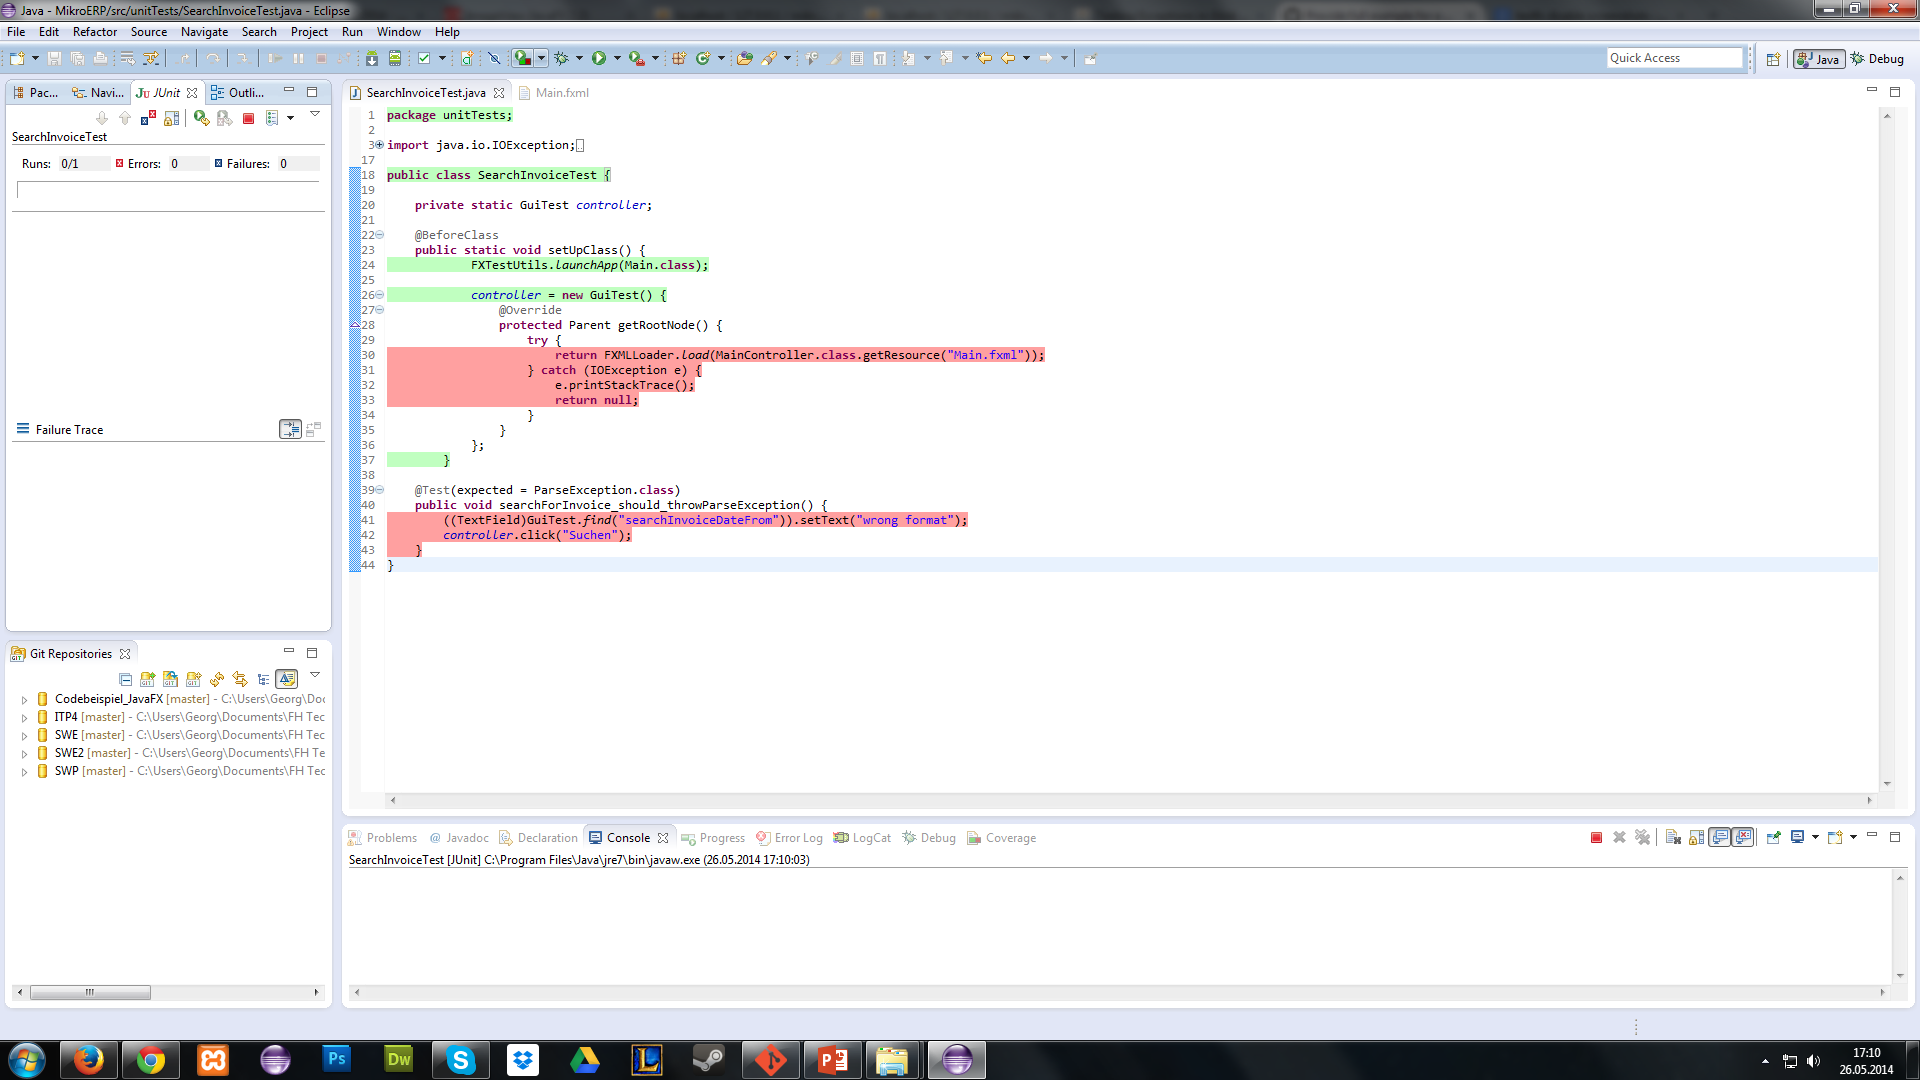 Java - MikroERP/src/unitTests/SearchInvoiceTest.java - Eclipse
File Edit Refactor Source Navigate Search Project Run Window Help
Quick Access
Java
Debug
Pac...
Navi...
JUnit
Outli...
SearchInvoiceTest
Runs: 0/1 Errors: 0 Failures: 0
Failure Trace
SearchInvoiceTest.java
Main.fxml
1 package unitTests;
2
3 import java.io.IOException;
17
18 public class SearchInvoiceTest {
19
20 private static GuiTest controller;
21
22 @BeforeClass
23 public static void setUpClass() {
24 FXTestUtils.launchApp(Main.class);
25
26 controller = new GuiTest() {
27 @Override
28 protected Parent getRootNode() {
29 try {
30 return FXMLLoader.load(MainController.class.getResource("Main.fxml"));
31 } catch (IOException e) {
32 e.printStackTrace();
33 return null;
34 }
35 }
36 };
37 }
38
39 @Test(expected = ParseException.class)
40 public void searchForInvoice_should_throwParseException() {
41 ((TextField)GuiTest.find("searchInvoiceDateFrom")).setText("wrong format");
42 controller.click("Suchen");
43 }
44 }
Git Repositories
Codebeispiel_JavaFX [master] - C:\Users\Georg\Doc
ITP4 [master] - C:\Users\Georg\Documents\FH Tec
SWE [master] - C:\Users\Georg\Documents\FH Tec
SWE2 [master] - C:\Users\Georg\Documents\FH Te
SWP [master] - C:\Users\Georg\Documents\FH Tec
Problems @ Javadoc Declaration Console Progress Error Log LogCat Debug Coverage
SearchInvoiceTest [JUnit] C:\Program Files\Java\jre7\bin\javaw.exe (26.05.2014 17:10:03)
Ps
Dw
17:10
26.05.2014